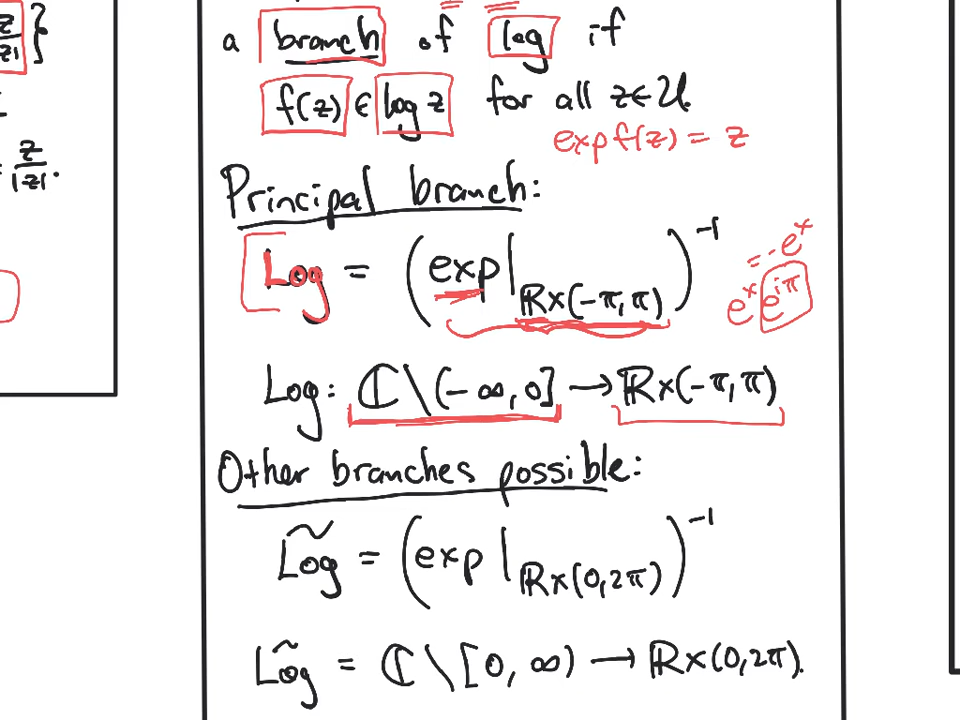 z
|z|}
= z/|z|.
a branch of log if
f(z) ∈ log z for all z∈U.
exp f(z) = z
Principal branch:
Log = (exp|ℝ×(-π,π))⁻¹
= -eˣ
eˣ e^{iπ}
Log: ℂ\(-∞,0] → ℝ×(-π,π)
Other branches possible:
L̃og = (exp|ℝ×(0,2π))⁻¹
L̃og = ℂ\[0,∞) → ℝ×(0,2π).